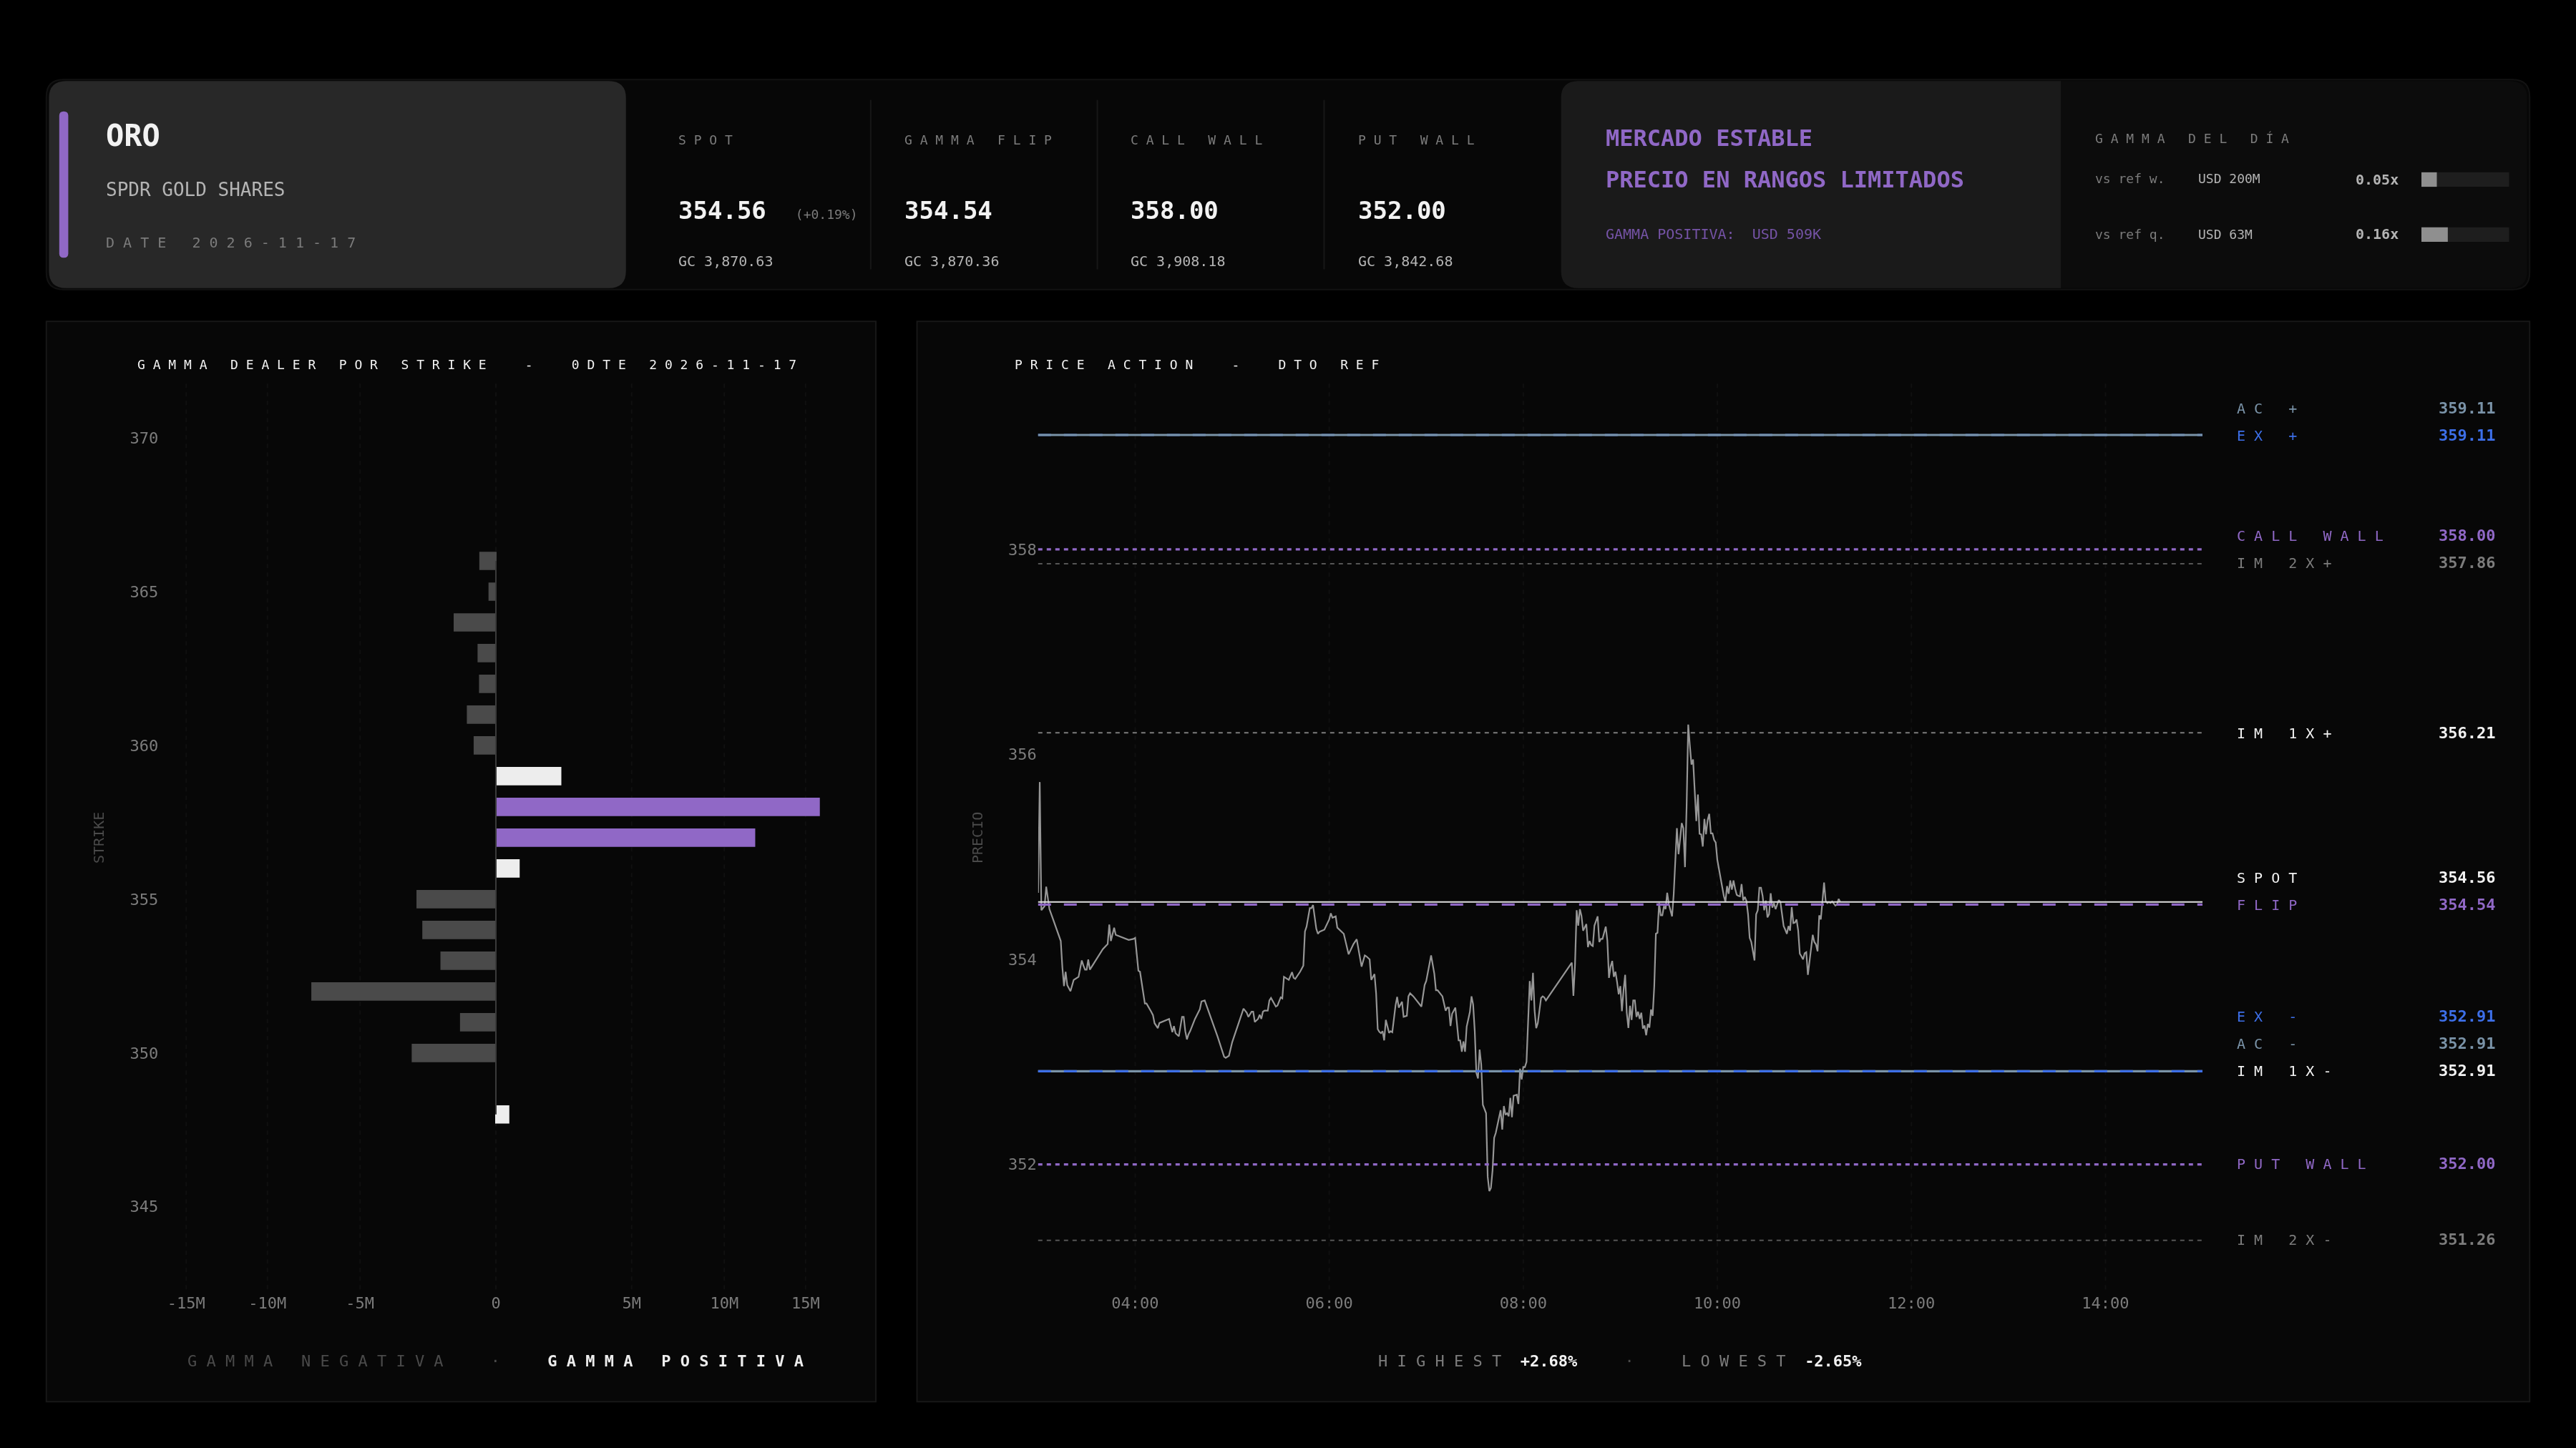 ORO
SPDR GOLD SHARES
DATE 2026-11-17
SPOT
354.56 (+0.19%)
GC 3,870.63
GAMMA FLIP
354.54
GC 3,870.36
CALL WALL
358.00
GC 3,908.18
PUT WALL
352.00
GC 3,842.68
MERCADO ESTABLE
PRECIO EN RANGOS LIMITADOS
GAMMA POSITIVA: USD 509K
GAMMA DEL DÍA
vs ref w. USD 200M 0.05x
vs ref q. USD 63M 0.16x
GAMMA DEALER POR STRIKE - 0DTE 2026-11-17
STRIKE
370
365
360
355
350
345
-15M -10M -5M 0 5M 10M 15M
GAMMA NEGATIVA · GAMMA POSITIVA
PRICE ACTION - DTO REF
PRECIO
358
356
354
352
04:00 06:00 08:00 10:00 12:00 14:00
AC + 359.11
EX + 359.11
CALL WALL 358.00
IM 2X+ 357.86
IM 1X+ 356.21
SPOT 354.56
FLIP 354.54
EX - 352.91
AC - 352.91
IM 1X- 352.91
PUT WALL 352.00
IM 2X- 351.26
HIGHEST +2.68% · LOWEST -2.65%